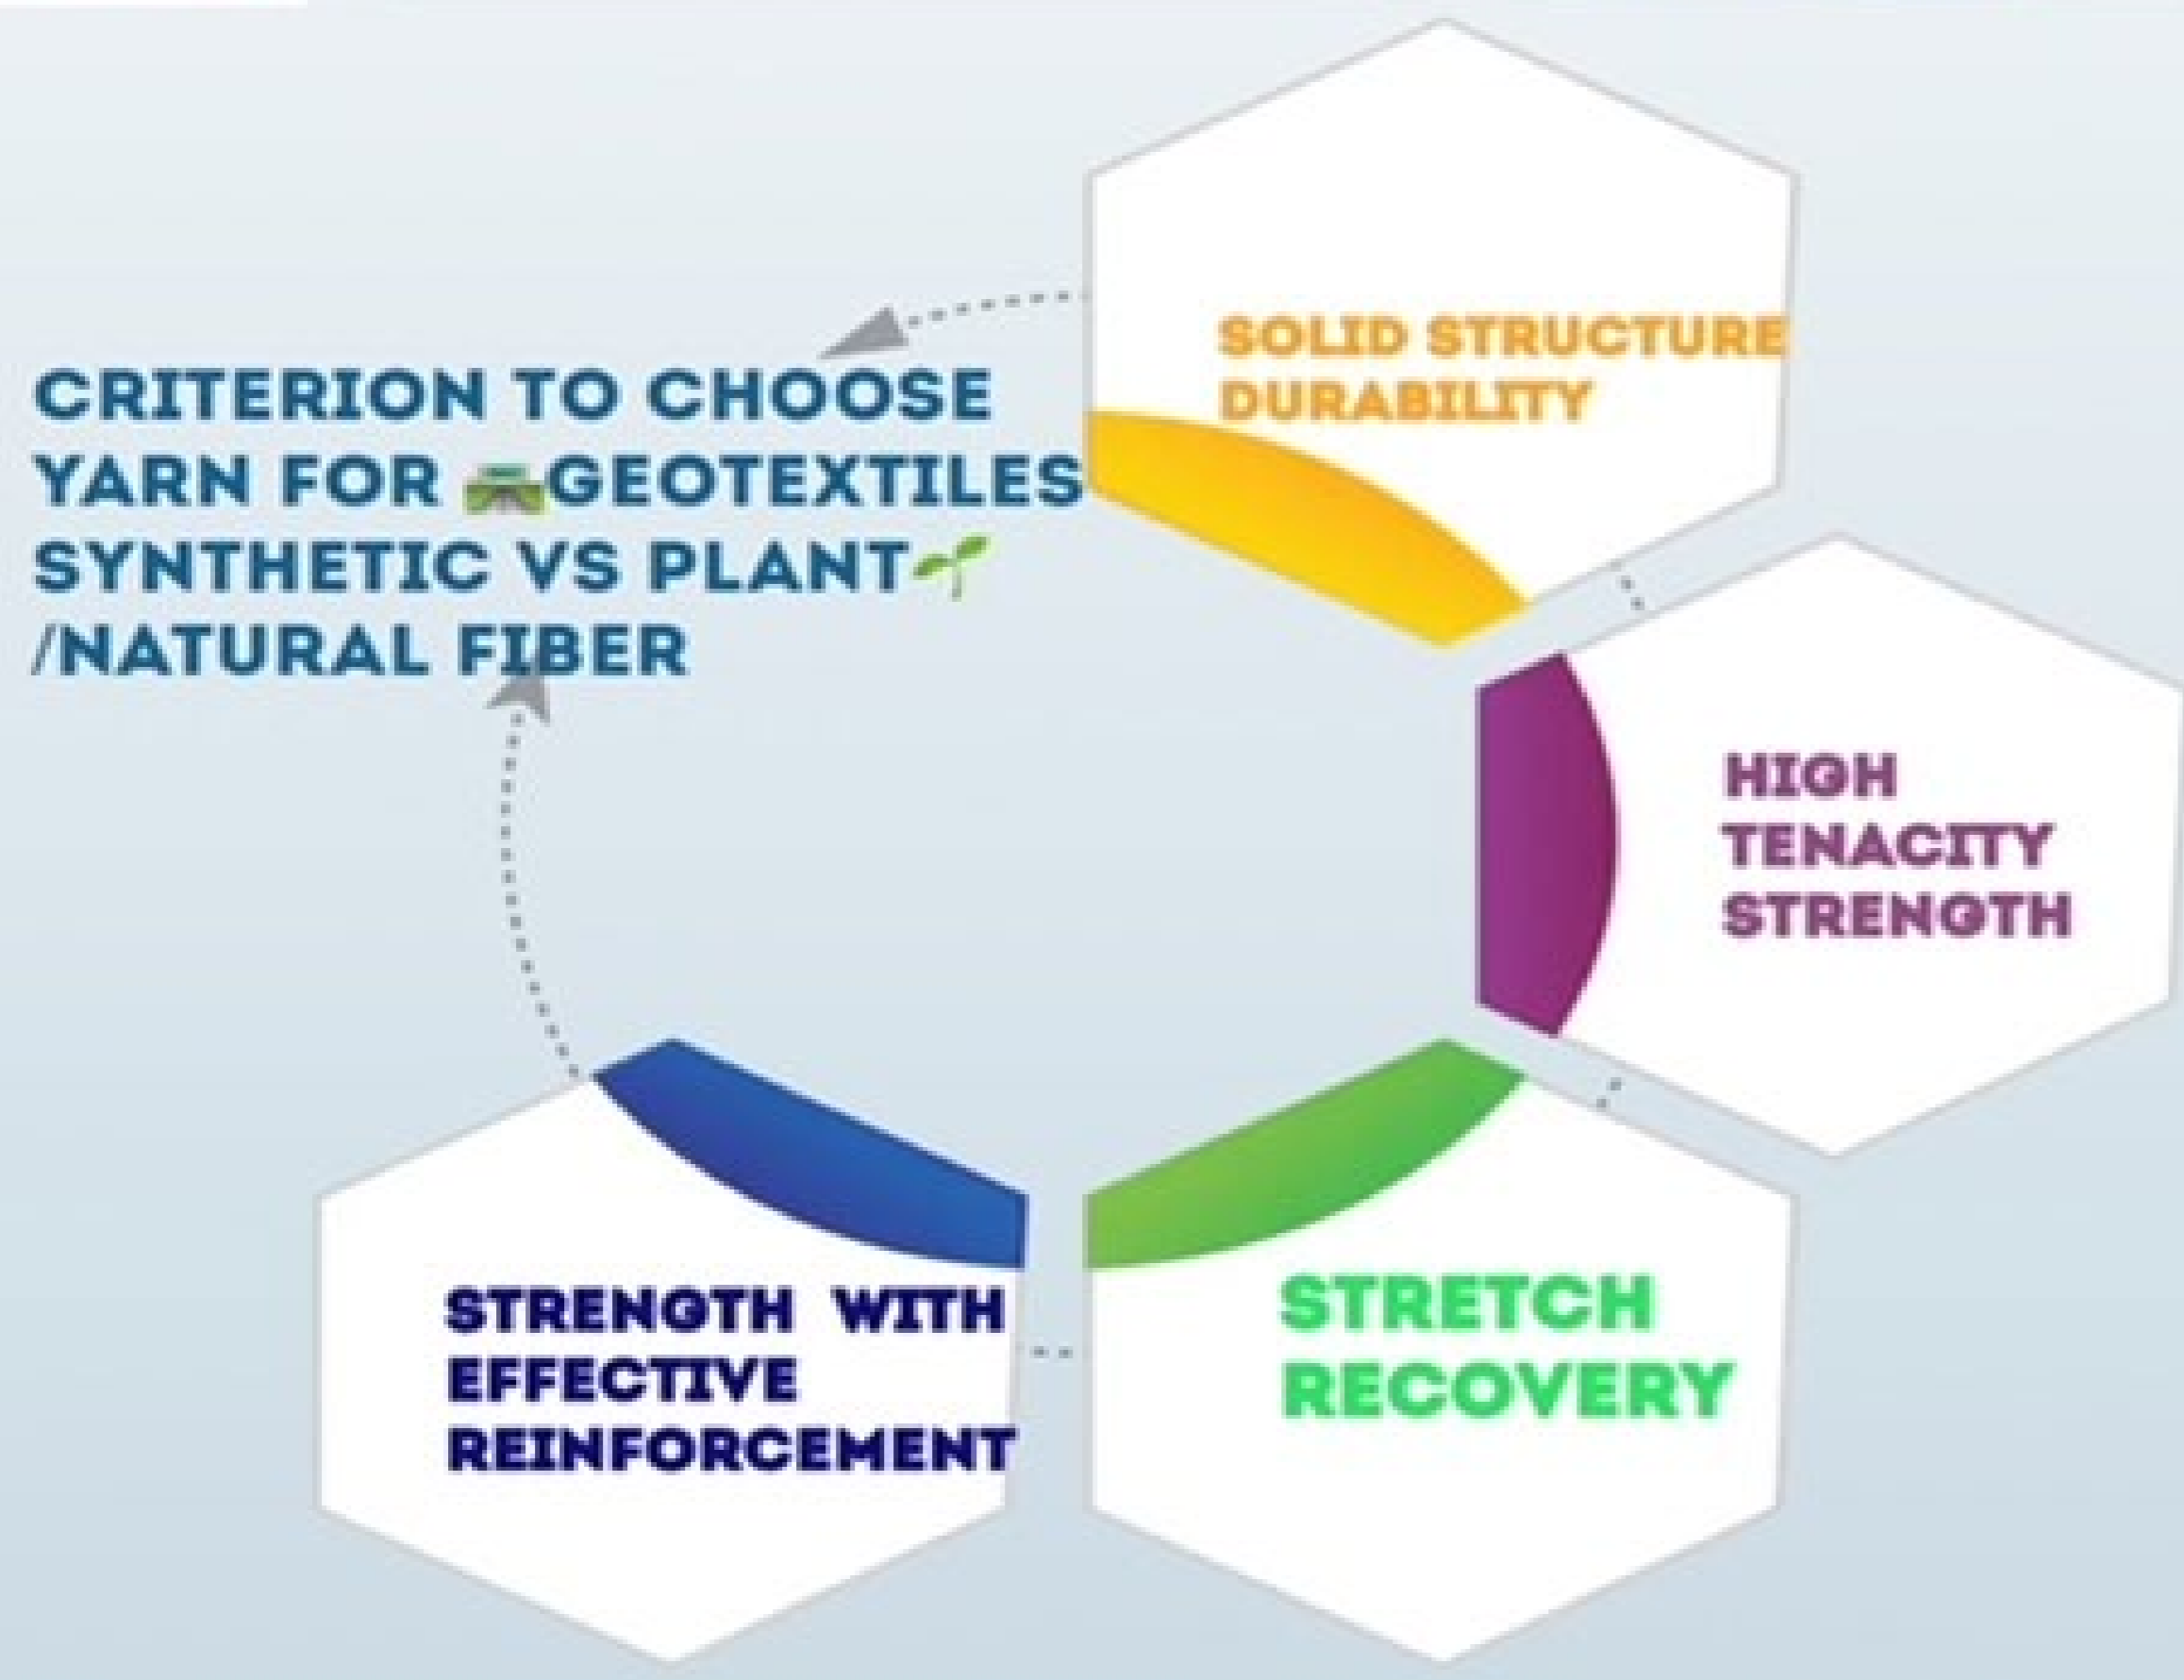 CRITERION TO CHOOSE
YARN FOR 🛣️GEOTEXTILES
SYNTHETIC VS PLANT🌱
/NATURAL FIBER
SOLID STRUCTURE
DURABILITY
HIGH
TENACITY
STRENGTH
STRETCH
RECOVERY
STRENGTH WITH
EFFECTIVE
REINFORCEMENT